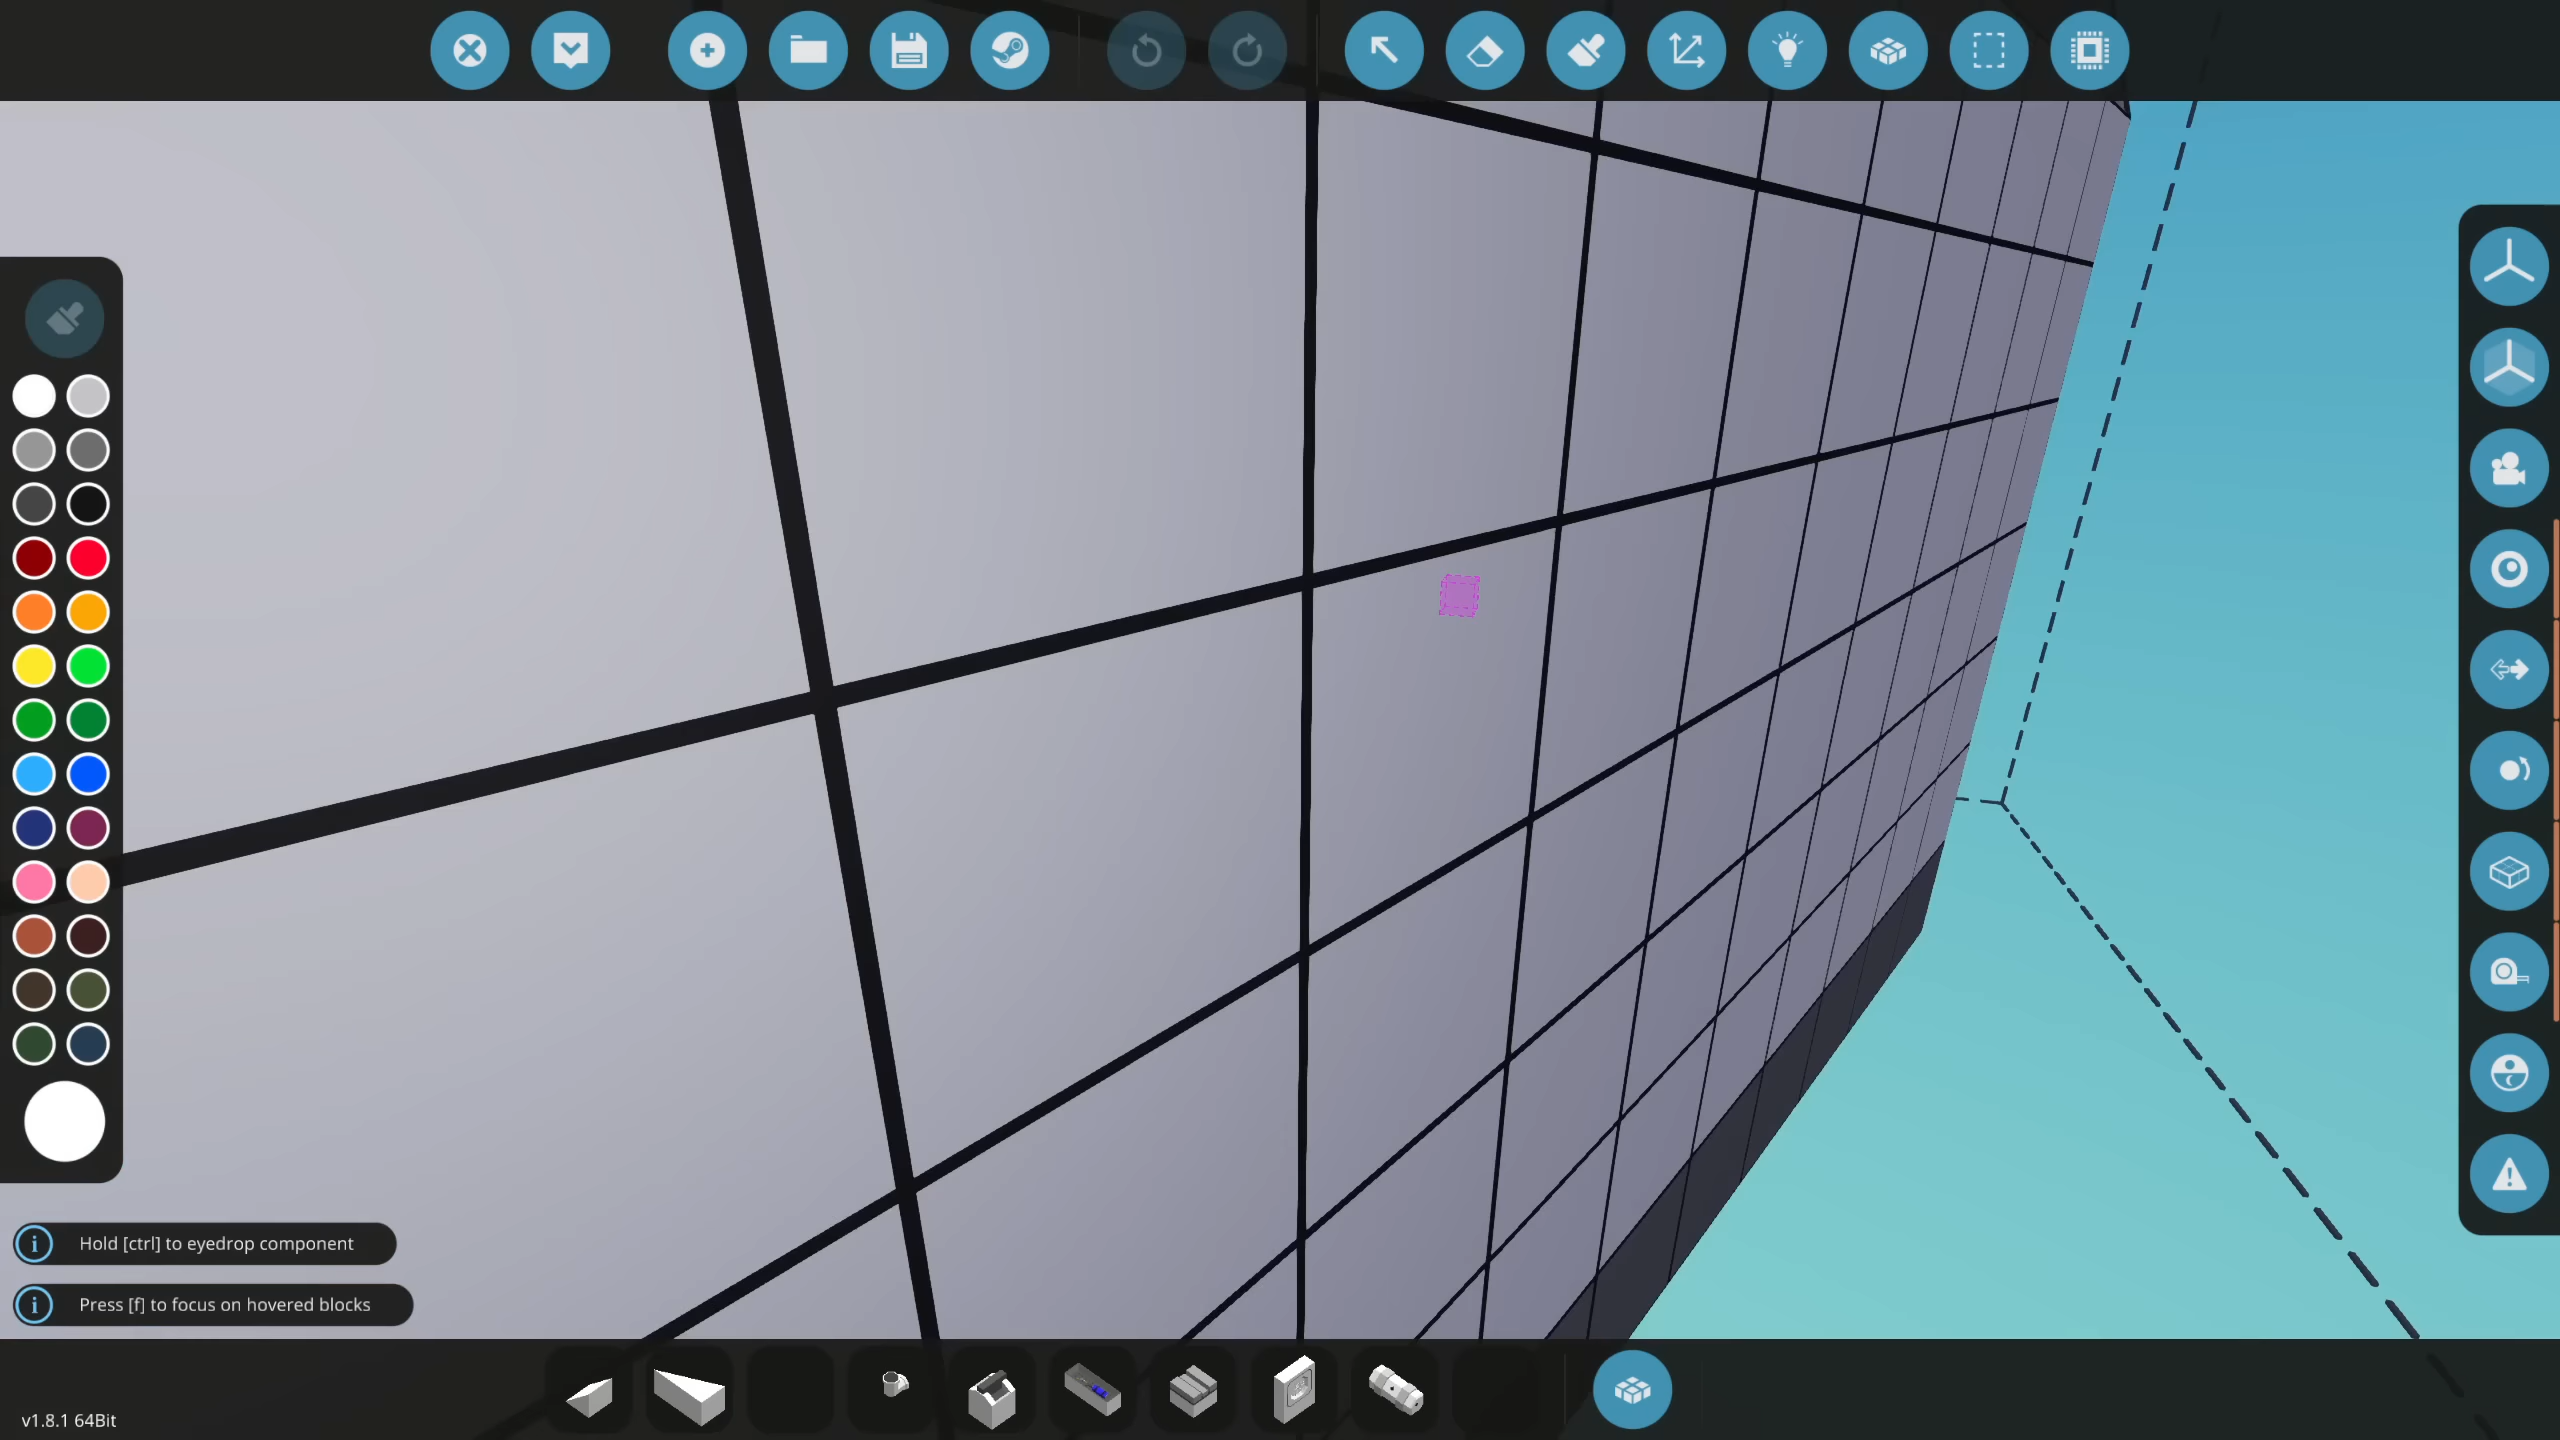 Hold [ctrl] to eyedrop component
Press [f] to focus on hovered blocks
v1.8.1 64Bit